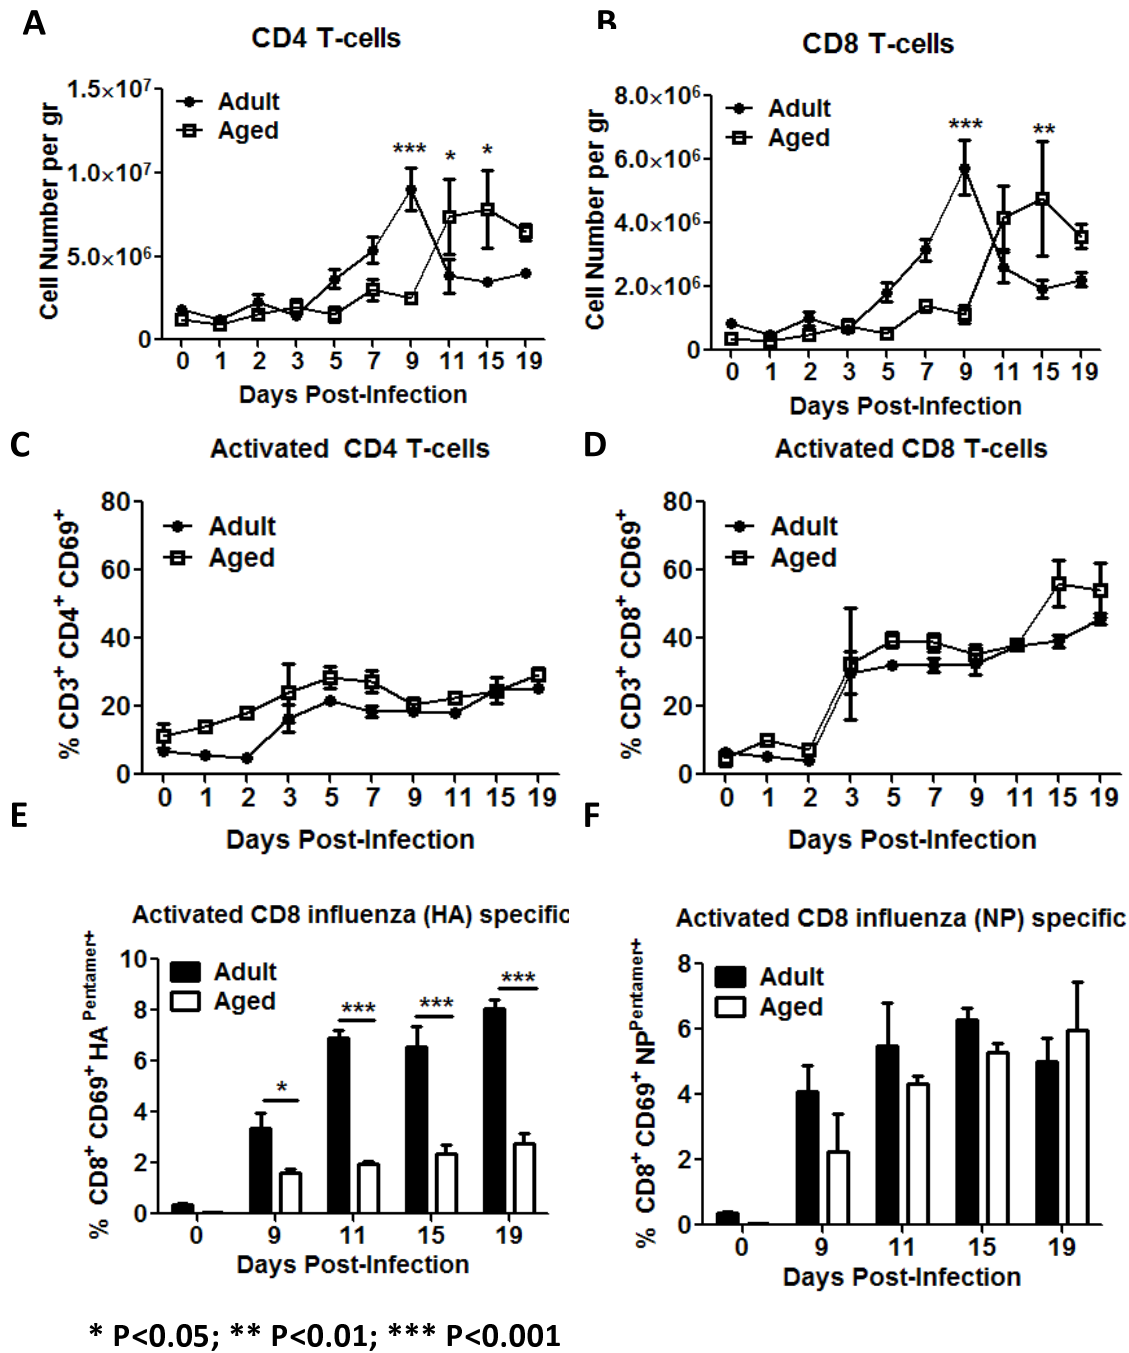 A
CD4 T-cells
Cell Number per gr
1.5×10⁷
1.0×10⁷
5.0×10⁶
0
Adult
Aged
***
*
*
0 1 2 3 5 7 9 11 15 19
Days Post-Infection
B
CD8 T-cells
Cell Number per gr
8.0×10⁶
6.0×10⁶
4.0×10⁶
2.0×10⁶
0
Adult
Aged
***
**
0 1 2 3 5 7 9 11 15 19
Days Post-Infection
C
Activated CD4 T-cells
% CD3⁺ CD4⁺ CD69⁺
80
60
40
20
0
Adult
Aged
0 1 2 3 5 7 9 11 15 19
Days Post-Infection
D
Activated CD8 T-cells
% CD3⁺ CD8⁺ CD69⁺
80
60
40
20
0
Adult
Aged
0 1 2 3 5 7 9 11 15 19
Days Post-Infection
E
Activated CD8 influenza (HA) specific
% CD8⁺ CD69⁺ HA Pentamer+
10
8
6
4
2
0
Adult
Aged
*
***
***
***
0 9 11 15 19
Days Post-Infection
F
Activated CD8 influenza (NP) specific
% CD8⁺ CD69⁺ NP Pentamer+
8
6
4
2
0
Adult
Aged
0 9 11 15 19
Days Post-Infection
* P<0.05; ** P<0.01; *** P<0.001